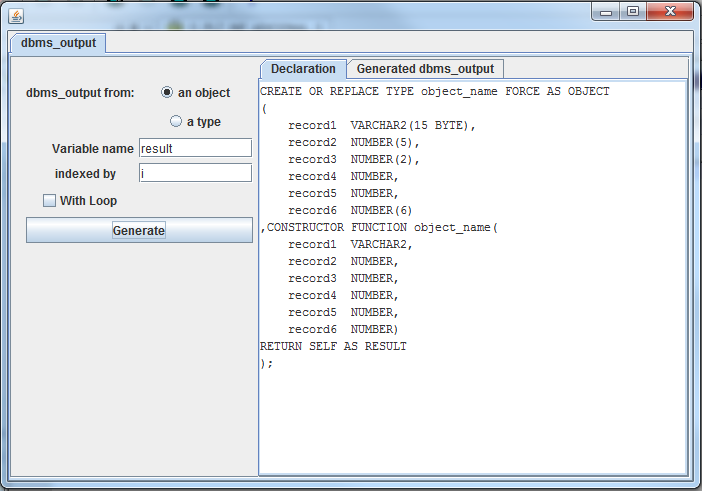 dbms_output
dbms_output from:
an object
a type
Variable name
result
indexed by
i
With Loop
Generate
Declaration
Generated dbms_output
CREATE OR REPLACE TYPE object_name FORCE AS OBJECT
(
    record1  VARCHAR2(15 BYTE),
    record2  NUMBER(5),
    record3  NUMBER(2),
    record4  NUMBER,
    record5  NUMBER,
    record6  NUMBER(6)
,CONSTRUCTOR FUNCTION object_name(
    record1  VARCHAR2,
    record2  NUMBER,
    record3  NUMBER,
    record4  NUMBER,
    record5  NUMBER,
    record6  NUMBER)
RETURN SELF AS RESULT
);